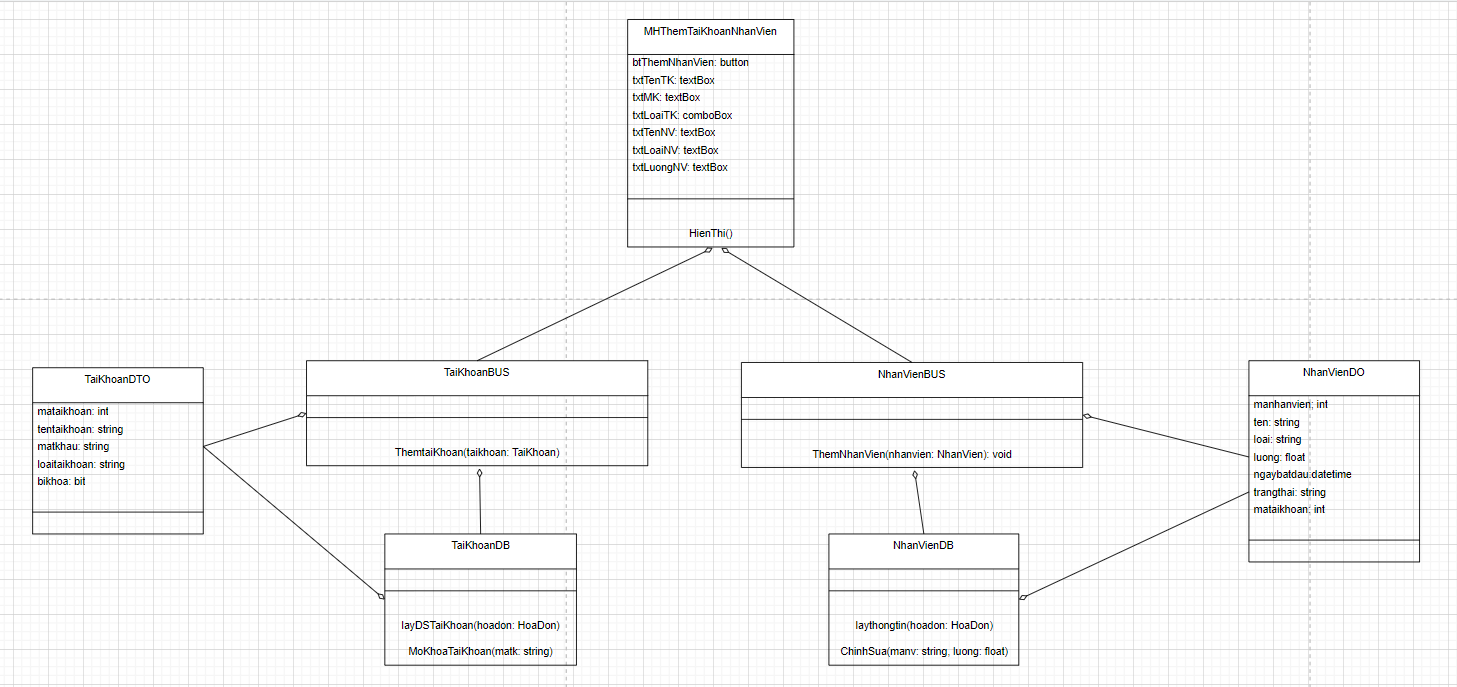 MHThemTaiKhoanNhanVien
btThemNhanVien: button
txtTenTK: textBox
txtMK: textBox
txtLoaiTK: comboBox
txtTenNV: textBox
txtLoaiNV: textBox
txtLuongNV: textBox
HienThi()
TaiKhoanDTO
mataikhoan: int
tentaikhoan: string
matkhau: string
loaitaikhoan: string
bikhoa: bit
TaiKhoanBUS
ThemtaiKhoan(taikhoan: TaiKhoan)
NhanVienBUS
ThemNhanVien(nhanvien: NhanVien): void
NhanVienDO
manhanvien: int
ten: string
loai: string
luong: float
ngaybatdau:datetime
trangthai: string
mataikhoan: int
TaiKhoanDB
layDSTaiKhoan(hoadon: HoaDon)
MoKhoaTaiKhoan(matk: string)
NhanVienDB
laythongtin(hoadon: HoaDon)
ChinhSua(manv: string, luong: float)